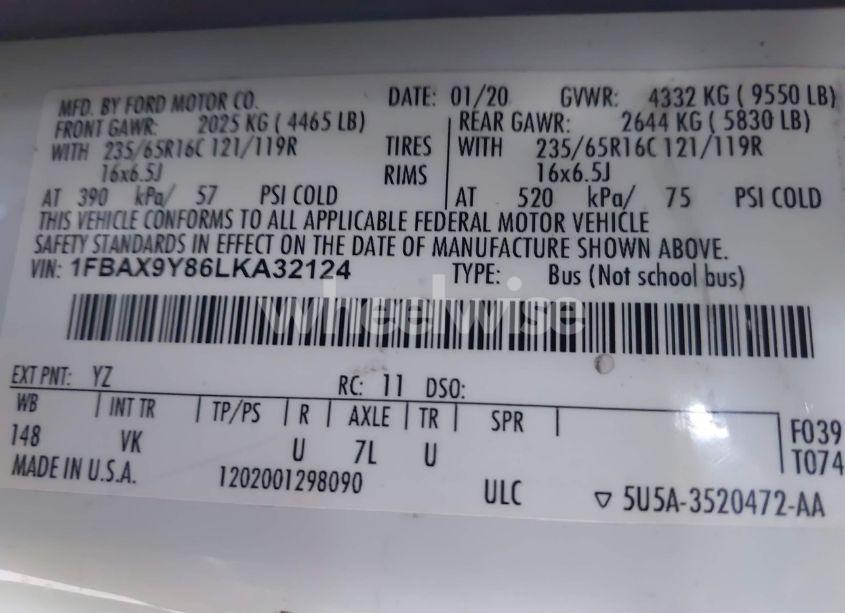 MFD. BY FORD MOTOR CO. DATE: 01/20 GVWR: 4332 KG ( 9550 LB)
FRONT GAWR: 2025 KG ( 4465 LB) REAR GAWR: 2644 KG ( 5830 LB)
WITH 235/65R16C 121/119R TIRES WITH 235/65R16C 121/119R
16x6.5J RIMS 16x6.5J
AT 390 kPa/ 57 PSI COLD AT 520 kPa/ 75 PSI COLD
THIS VEHICLE CONFORMS TO ALL APPLICABLE FEDERAL MOTOR VEHICLE
SAFETY STANDARDS IN EFFECT ON THE DATE OF MANUFACTURE SHOWN ABOVE.
VIN: 1FBAX9Y86LKA32124 TYPE: Bus (Not school bus)
wheelwise
EXT PNT: YZ RC: 11 DSO:
WB INT TR TP/PS R AXLE TR SPR
148 VK U 7L U F039
T074
MADE IN U.S.A. 1202001298090 ULC ▽ 5U5A-3520472-AA